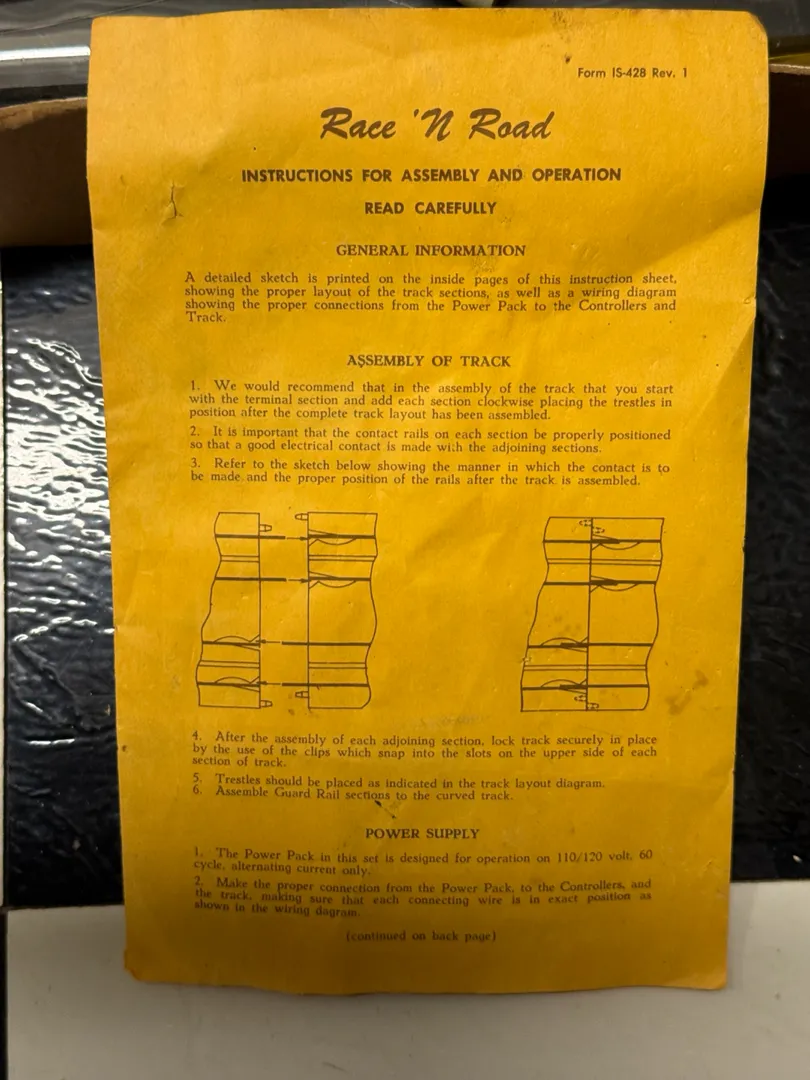 Form IS-428 Rev. 1
Race 'N Road
INSTRUCTIONS FOR ASSEMBLY AND OPERATION
READ CAREFULLY
GENERAL INFORMATION
A detailed sketch is printed on the inside pages of this instruction sheet,
showing the proper layout of the track sections, as well as a wiring diagram
showing the proper connections from the Power Pack to the Controllers and
Track.
ASSEMBLY OF TRACK
1. We would recommend that in the assembly of the track that you start
with the terminal section and add each section clockwise placing the trestles in
position after the complete track layout has been assembled.
2. It is important that the contact rails on each section be properly positioned
so that a good electrical contact is made with the adjoining sections.
3. Refer to the sketch below showing the manner in which the contact is to
be made and the proper position of the rails after the track is assembled.
4. After the assembly of each adjoining section, lock track securely in place
by the use of the clips which snap into the slots on the upper side of each
section of track.
5. Trestles should be placed as indicated in the track layout diagram.
6. Assemble Guard Rail sections to the curved track.
POWER SUPPLY
1. The Power Pack in this set is designed for operation on 110/120 volt, 60
cycle, alternating current only.
2. Make the proper connection from the Power Pack, to the Controllers, and
the track, making sure that each connecting wire is in exact position as
shown in the wiring dagram.
(continued on back page)